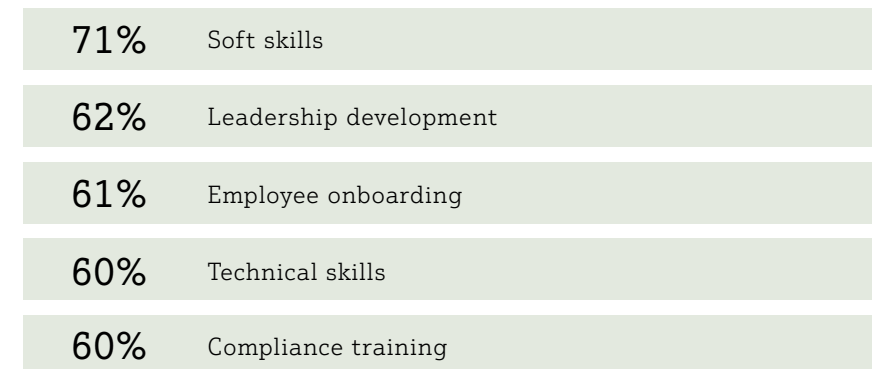 71% Soft skills
62% Leadership development
61% Employee onboarding
60% Technical skills
60% Compliance training